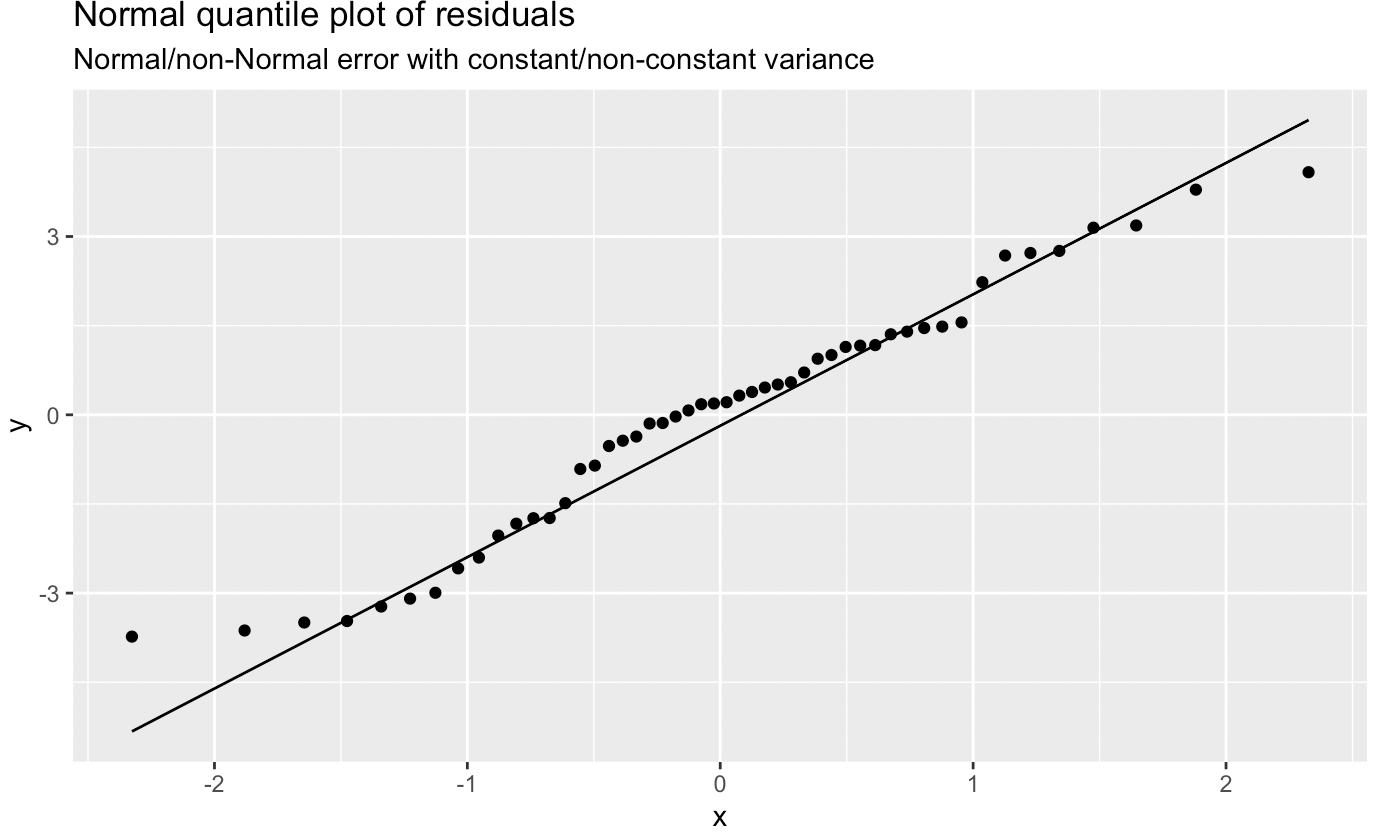 Normal quantile plot of residuals
Normal/non-Normal error with constant/non-constant variance
3
0
-3
y
-2 -1 0 1 2
x